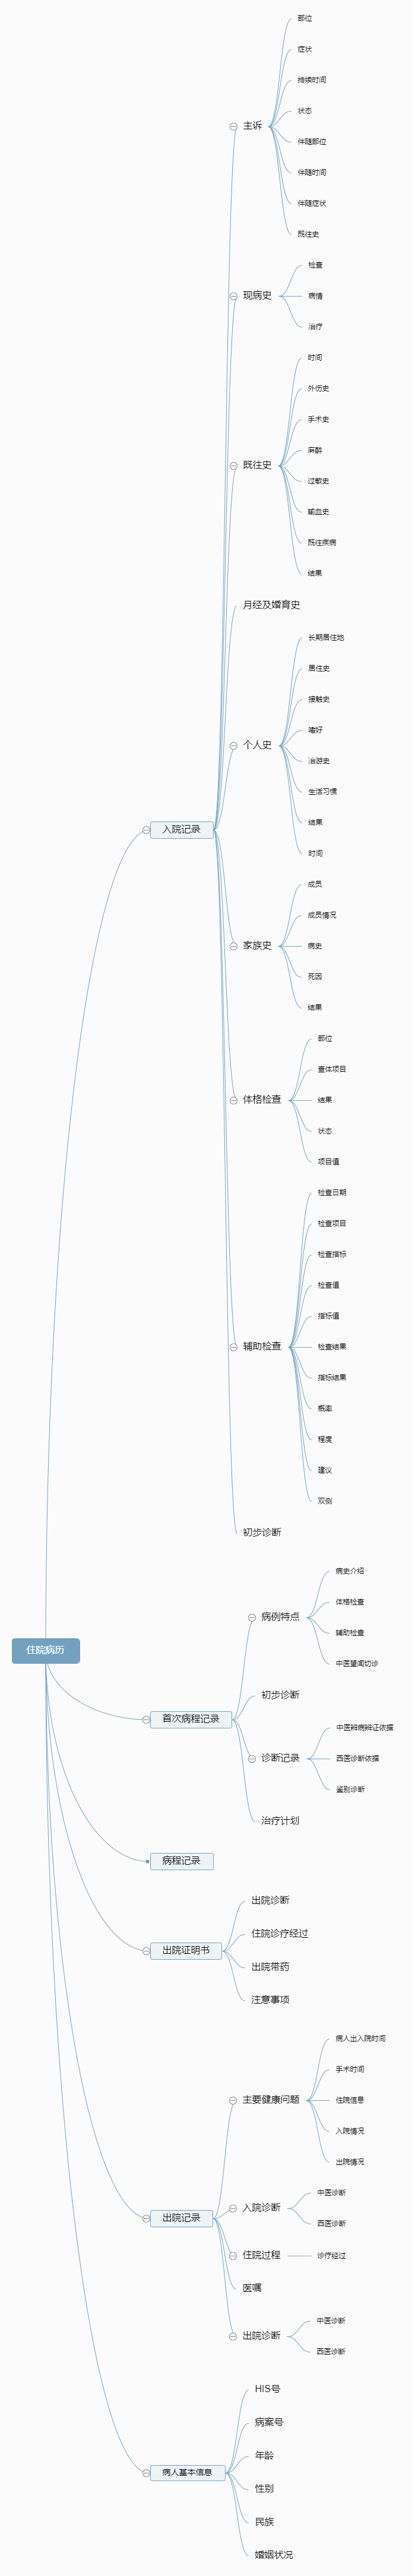 住院病历
入院记录
主诉
部位
症状
持续时间
状态
伴随部位
伴随时间
伴随症状
既往史
现病史
检查
病情
治疗
既往史
时间
外伤史
手术史
麻醉
过敏史
输血史
既往疾病
结果
月经及婚育史
个人史
长期居住地
居住史
接触史
嗜好
冶游史
生活习惯
结果
时间
家族史
成员
成员情况
病史
死因
结果
体格检查
部位
查体项目
结果
状态
项目值
辅助检查
检查日期
检查项目
检查指标
检查值
指标值
检查结果
指标结果
概率
程度
建议
双侧
初步诊断
首次病程记录
病例特点
病史介绍
体格检查
辅助检查
中医望闻切诊
初步诊断
诊断记录
中医辨病辨证依据
西医诊断依据
鉴别诊断
治疗计划
病程记录
出院证明书
出院诊断
住院诊疗经过
出院带药
注意事项
出院记录
主要健康问题
病人出入院时间
手术时间
住院信息
入院情况
出院情况
入院诊断
中医诊断
西医诊断
住院过程
诊疗经过
医嘱
出院诊断
中医诊断
西医诊断
病人基本信息
HIS号
病案号
年龄
性别
民族
婚姻状况